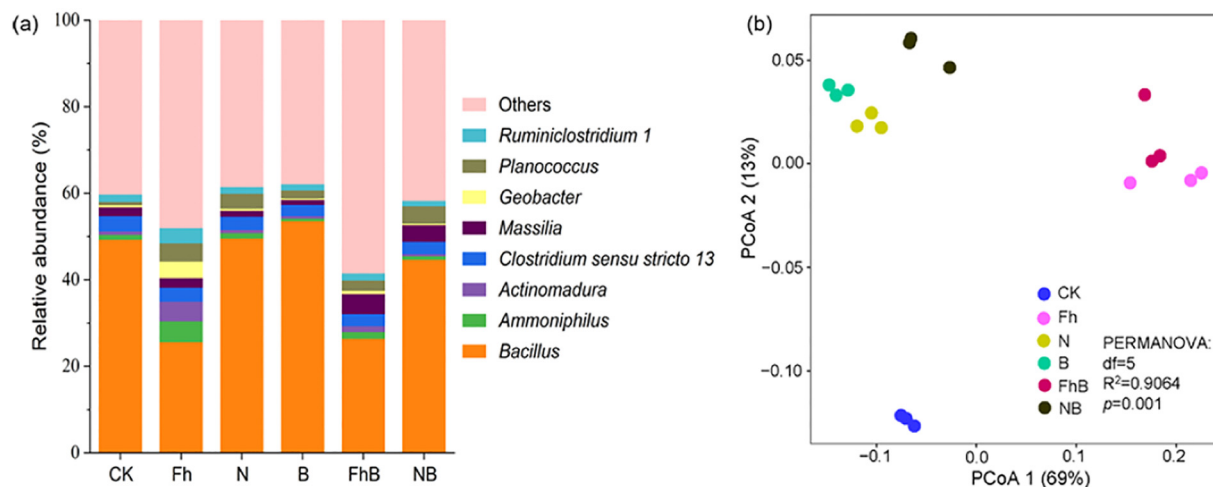 (a)
Relative abundance (%)
100
80
60
40
20
0
CK Fh N B FhB NB
Others
Ruminiclostridium 1
Planococcus
Geobacter
Massilia
Clostridium sensu stricto 13
Actinomadura
Ammoniphilus
Bacillus
(b)
PCoA 2 (13%)
0.05
0.00
−0.05
−0.10
−0.1 0.0 0.1 0.2
PCoA 1 (69%)
CK
Fh
N
B
FhB
NB
PERMANOVA:
df=5
R²=0.9064
p=0.001